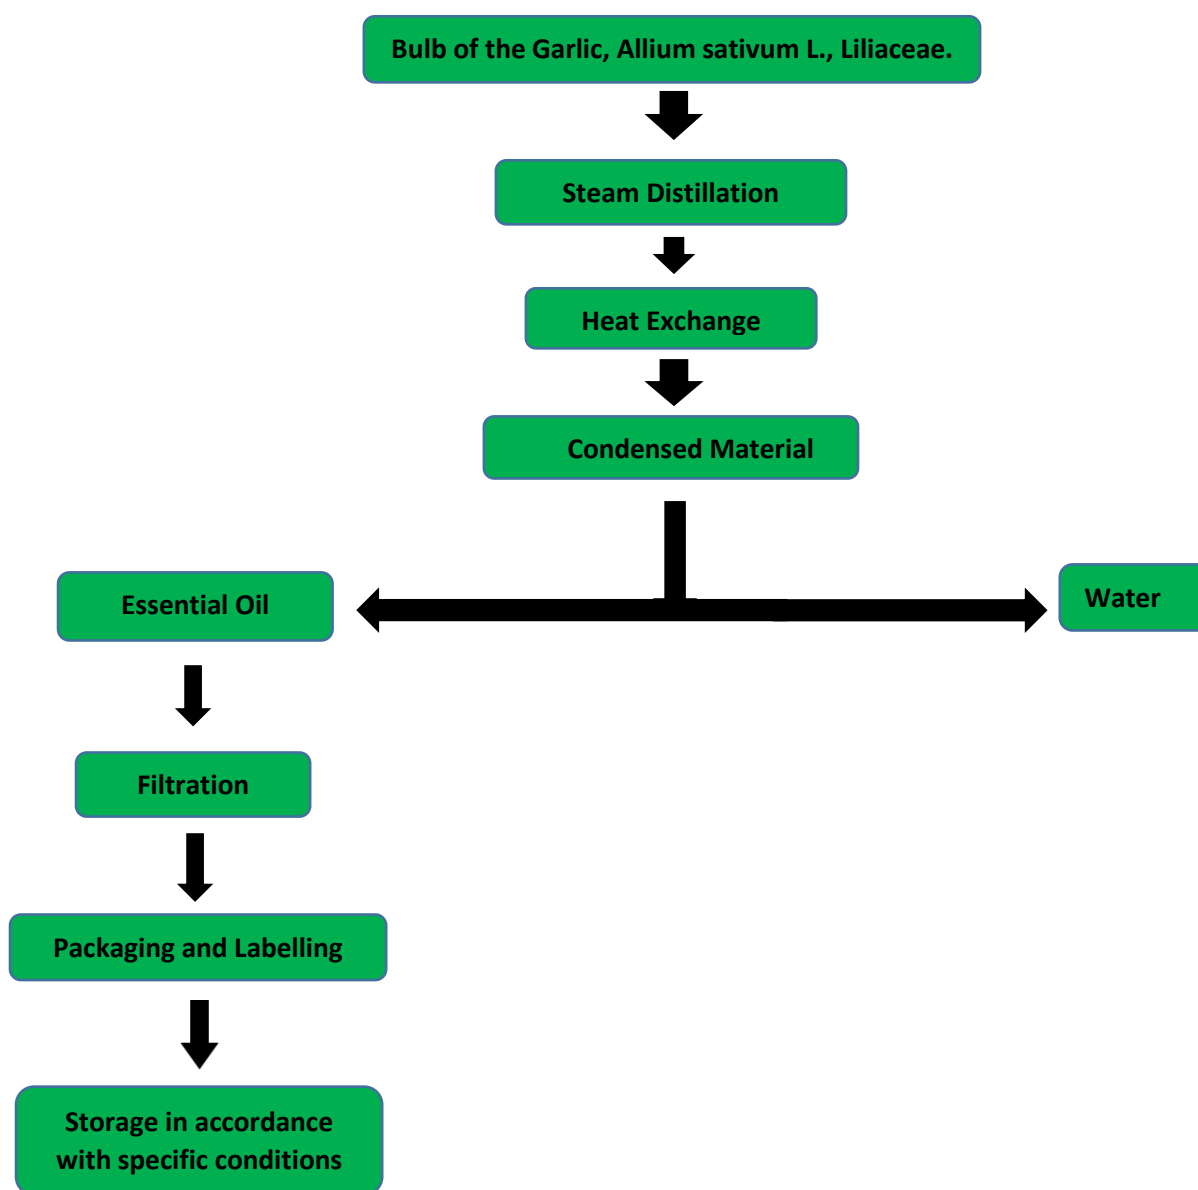 Bulb of the Garlic, Allium sativum L., Liliaceae.
Steam Distillation
Heat Exchange
Condensed Material
Essential Oil
Water
Filtration
Packaging and Labelling
Storage in accordance
with specific conditions